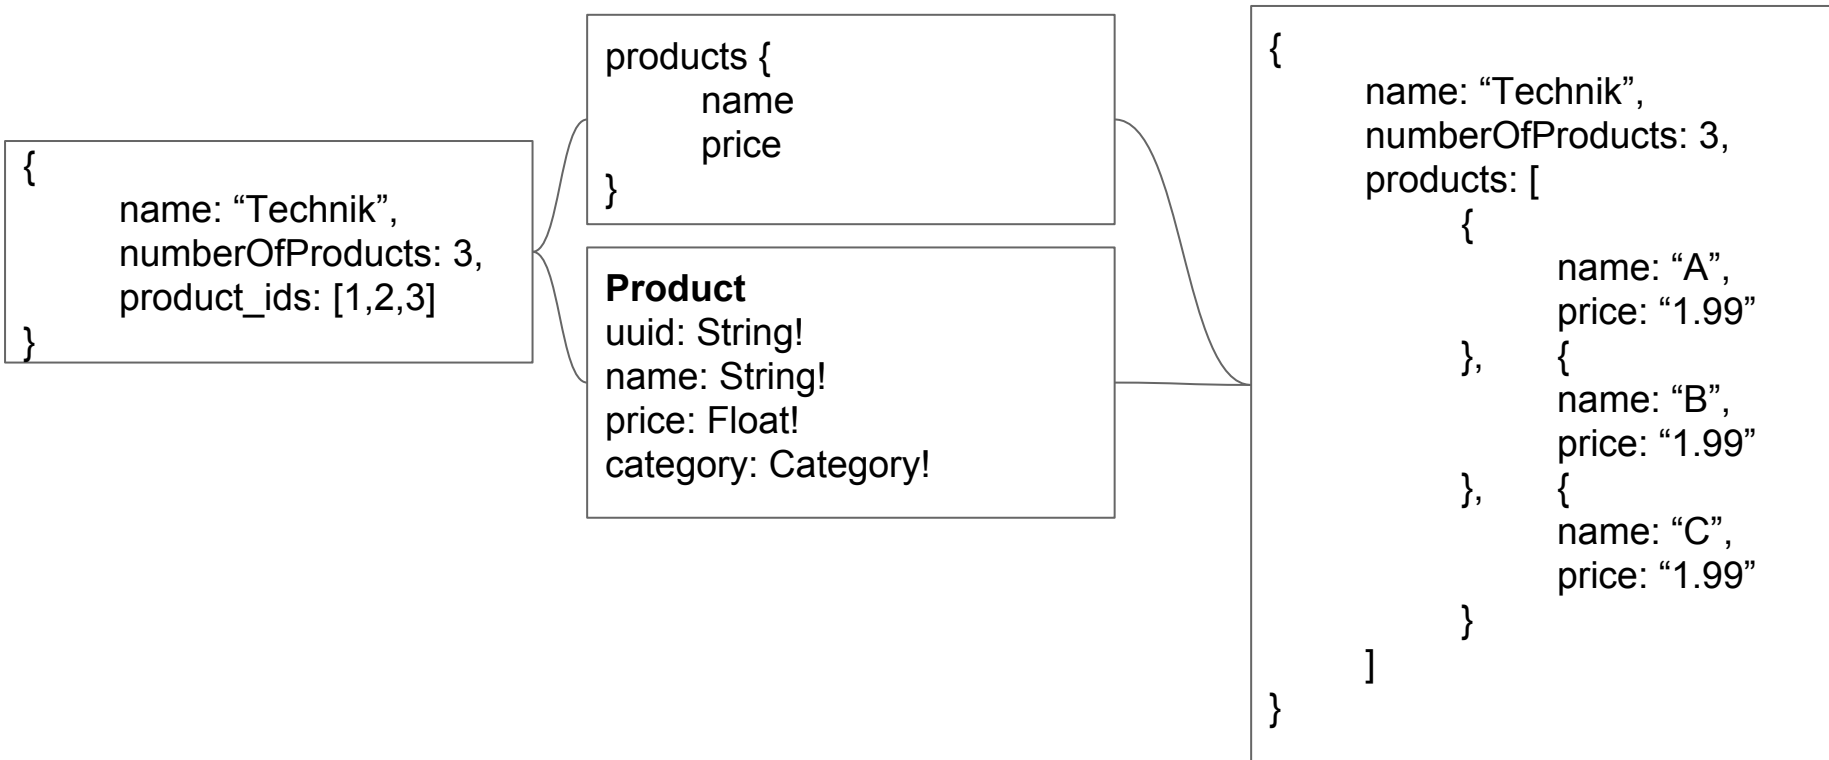 {
name: “Technik”,
numberOfProducts: 3,
product_ids: [1,2,3]
}
products {
name
price
}
Product
uuid: String!
name: String!
price: Float!
category: Category!
{
name: “Technik”,
numberOfProducts: 3,
products: [
{
name: “A”,
price: “1.99”
}, {
name: “B”,
price: “1.99”
}, {
name: “C”,
price: “1.99”
}
]
}